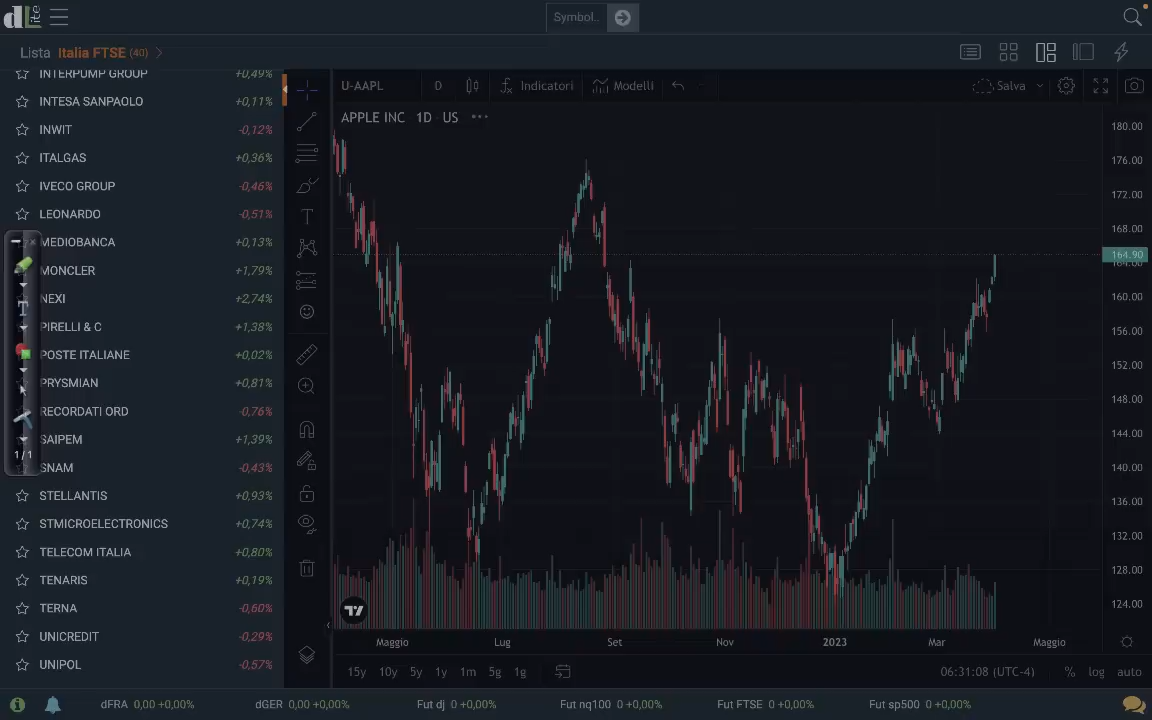 dLite
Symbol..
Lista Italia FTSE (40)
INTERPUMP GROUP +0,49%
INTESA SANPAOLO +0,11%
INWIT -0,12%
ITALGAS +0,36%
IVECO GROUP -0,46%
LEONARDO -0,51%
MEDIOBANCA +0,13%
MONCLER +1,79%
NEXI +2,74%
PIRELLI & C +1,38%
POSTE ITALIANE +0,02%
PRYSMIAN +0,81%
RECORDATI ORD -0,76%
SAIPEM +1,39%
SNAM -0,43%
STELLANTIS +0,93%
STMICROELECTRONICS +0,74%
TELECOM ITALIA +0,80%
TENARIS +0,19%
TERNA -0,60%
UNICREDIT -0,29%
UNIPOL -0,57%
T
1/1
U-AAPL D Indicatori Modelli Salva
APPLE INC 1D US
T
180.00
176.00
172.00
168.00
164.90
160.00
156.00
152.00
148.00
144.00
140.00
136.00
132.00
128.00
124.00
Maggio Lug Set Nov 2023 Mar Maggio
15y 10y 5y 1y 1m 5g 1g 06:31:08 (UTC-4) % log auto
dFRA 0,00 +0,00% dGER 0,00 +0,00% Fut dj 0 +0,00% Fut nq100 0 +0,00% Fut FTSE 0 +0,00% Fut sp500 0 +0,00%